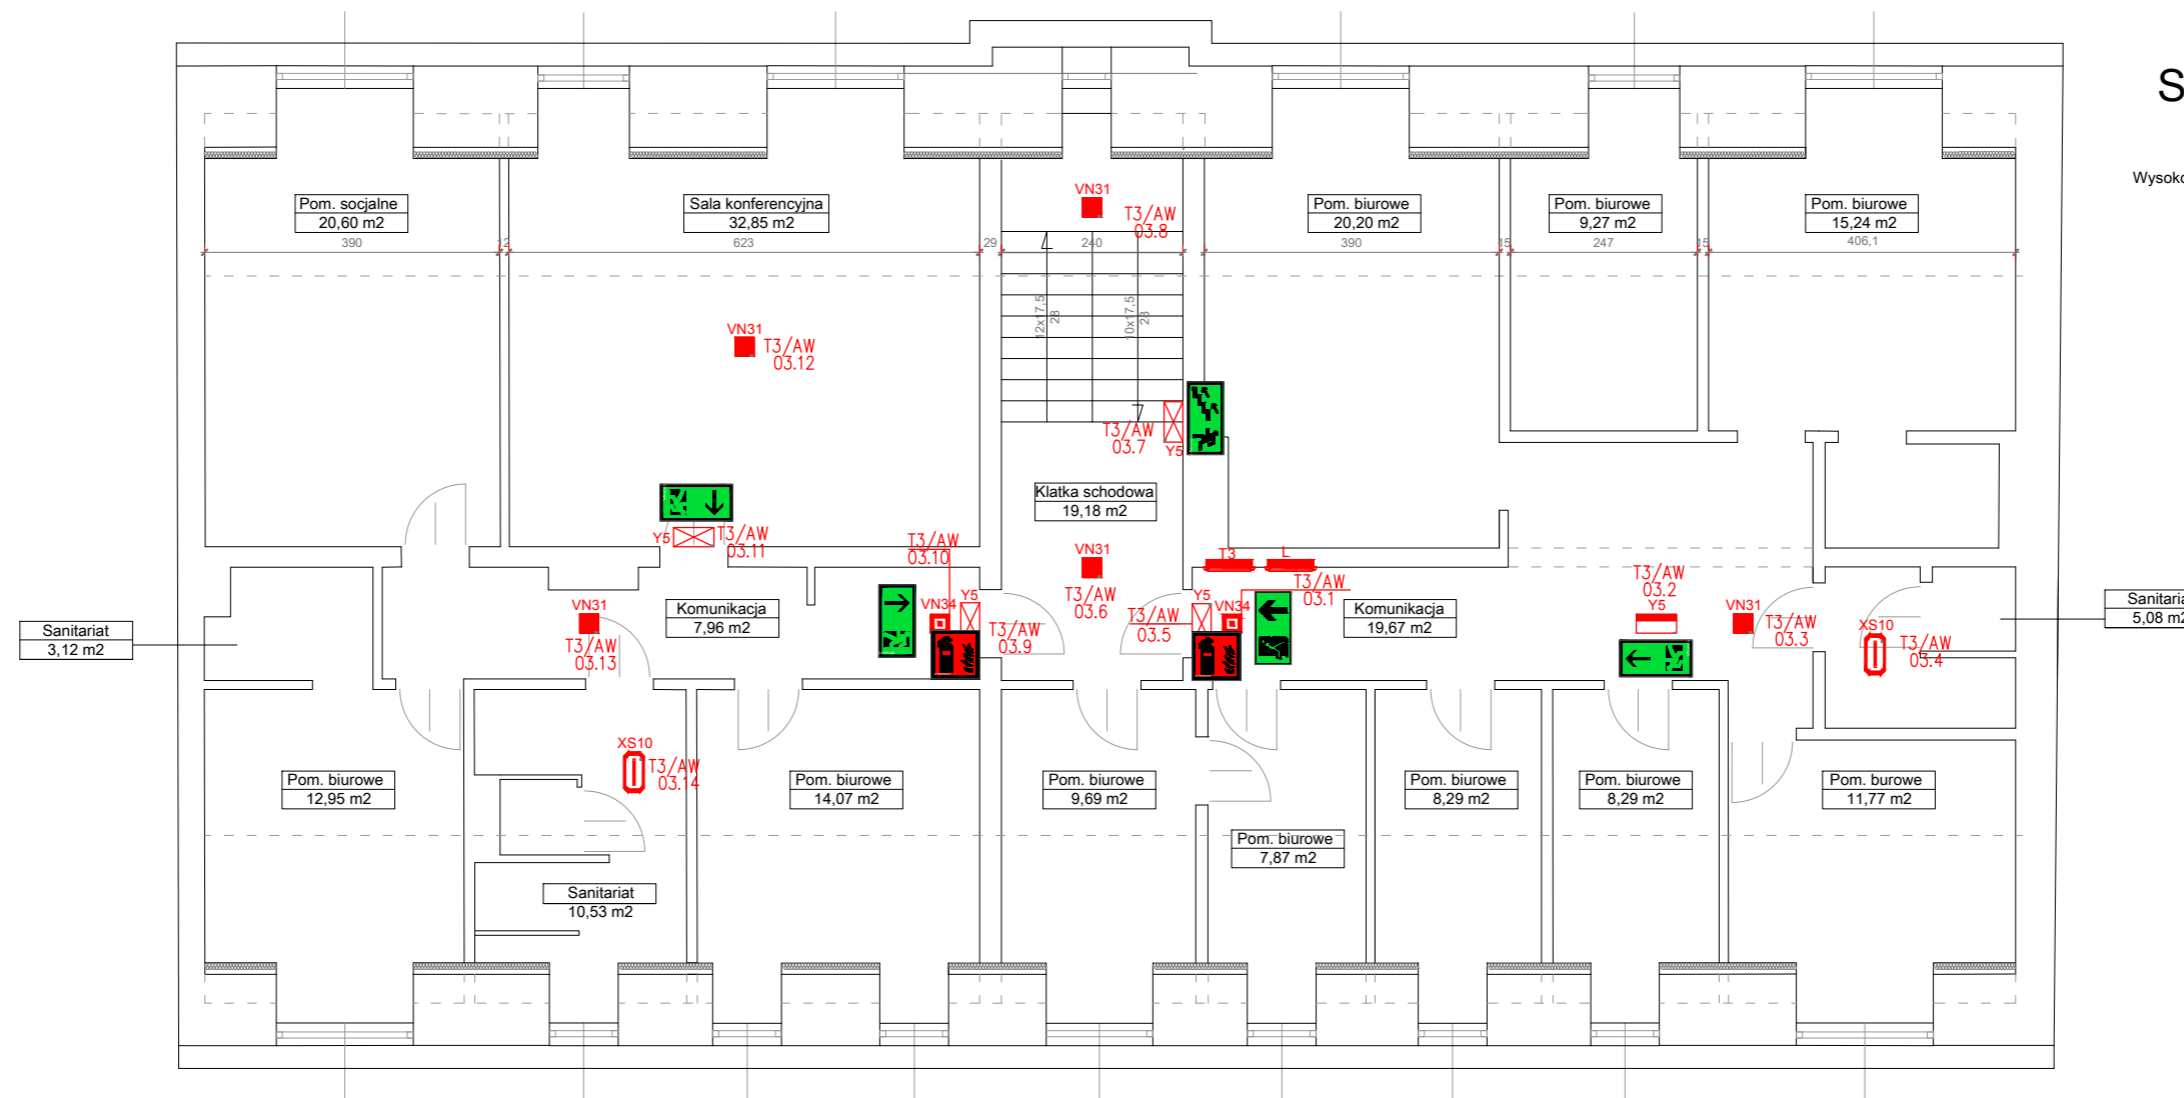 S
Wysoko
Pom. socjalne
20,60 m2
390
12
Sala konferencyjna
32,85 m2
623
29
VN31
T3/AW
03.8
240
Pom. biurowe
20,20 m2
390
15
Pom. biurowe
9,27 m2
247
15
Pom. biurowe
15,24 m2
406,1
12x17,5
28
10x17,5
28
VN31
T3/AW
03.12
T3/AW
03.7
Y5
Klatka schodowa
19,18 m2
Y5
T3/AW
03.11
T3/AW
03.10
VN31
T3/AW
03.6
T3
L
T3/AW
03.1
T3/AW
03.2
Y5
Sanitariat
3,12 m2
VN31
T3/AW
03.13
Komunikacja
7,96 m2
VN34
Y5
T3/AW
03.9
T3/AW
03.5
Y5
VN34
Komunikacja
19,67 m2
VN31
T3/AW
03.3
XS10
T3/AW
03.4
Sanitaria
5,08 m2
XS10
T3/AW
03.14
Pom. biurowe
12,95 m2
Pom. biurowe
14,07 m2
Pom. biurowe
9,69 m2
Pom. biurowe
7,87 m2
Pom. biurowe
8,29 m2
Pom. biurowe
8,29 m2
Pom. burowe
11,77 m2
Sanitariat
10,53 m2